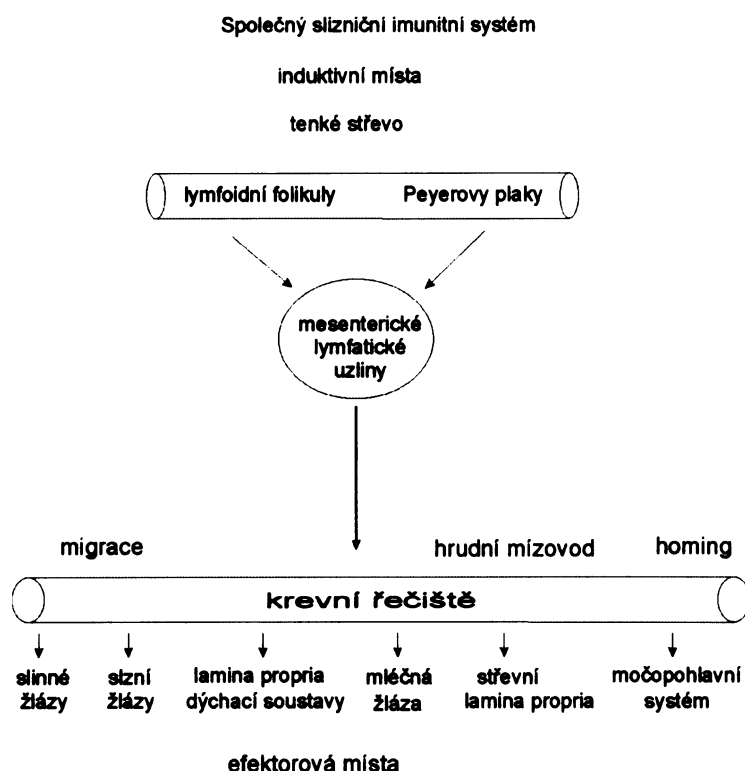 Společný slizniční imunitní systém
induktivní místa
tenké střevo
lymfoidní folikuly Peyerovy plaky
mesenterické
lymfatické
uzliny
migrace hrudní mízovod homing
krevní řečiště
slinné slzní lamina propria mléčná střevní močopohlavní
žlázy žlázy dýchací soustavy žláza lamina propria systém
efektorová místa